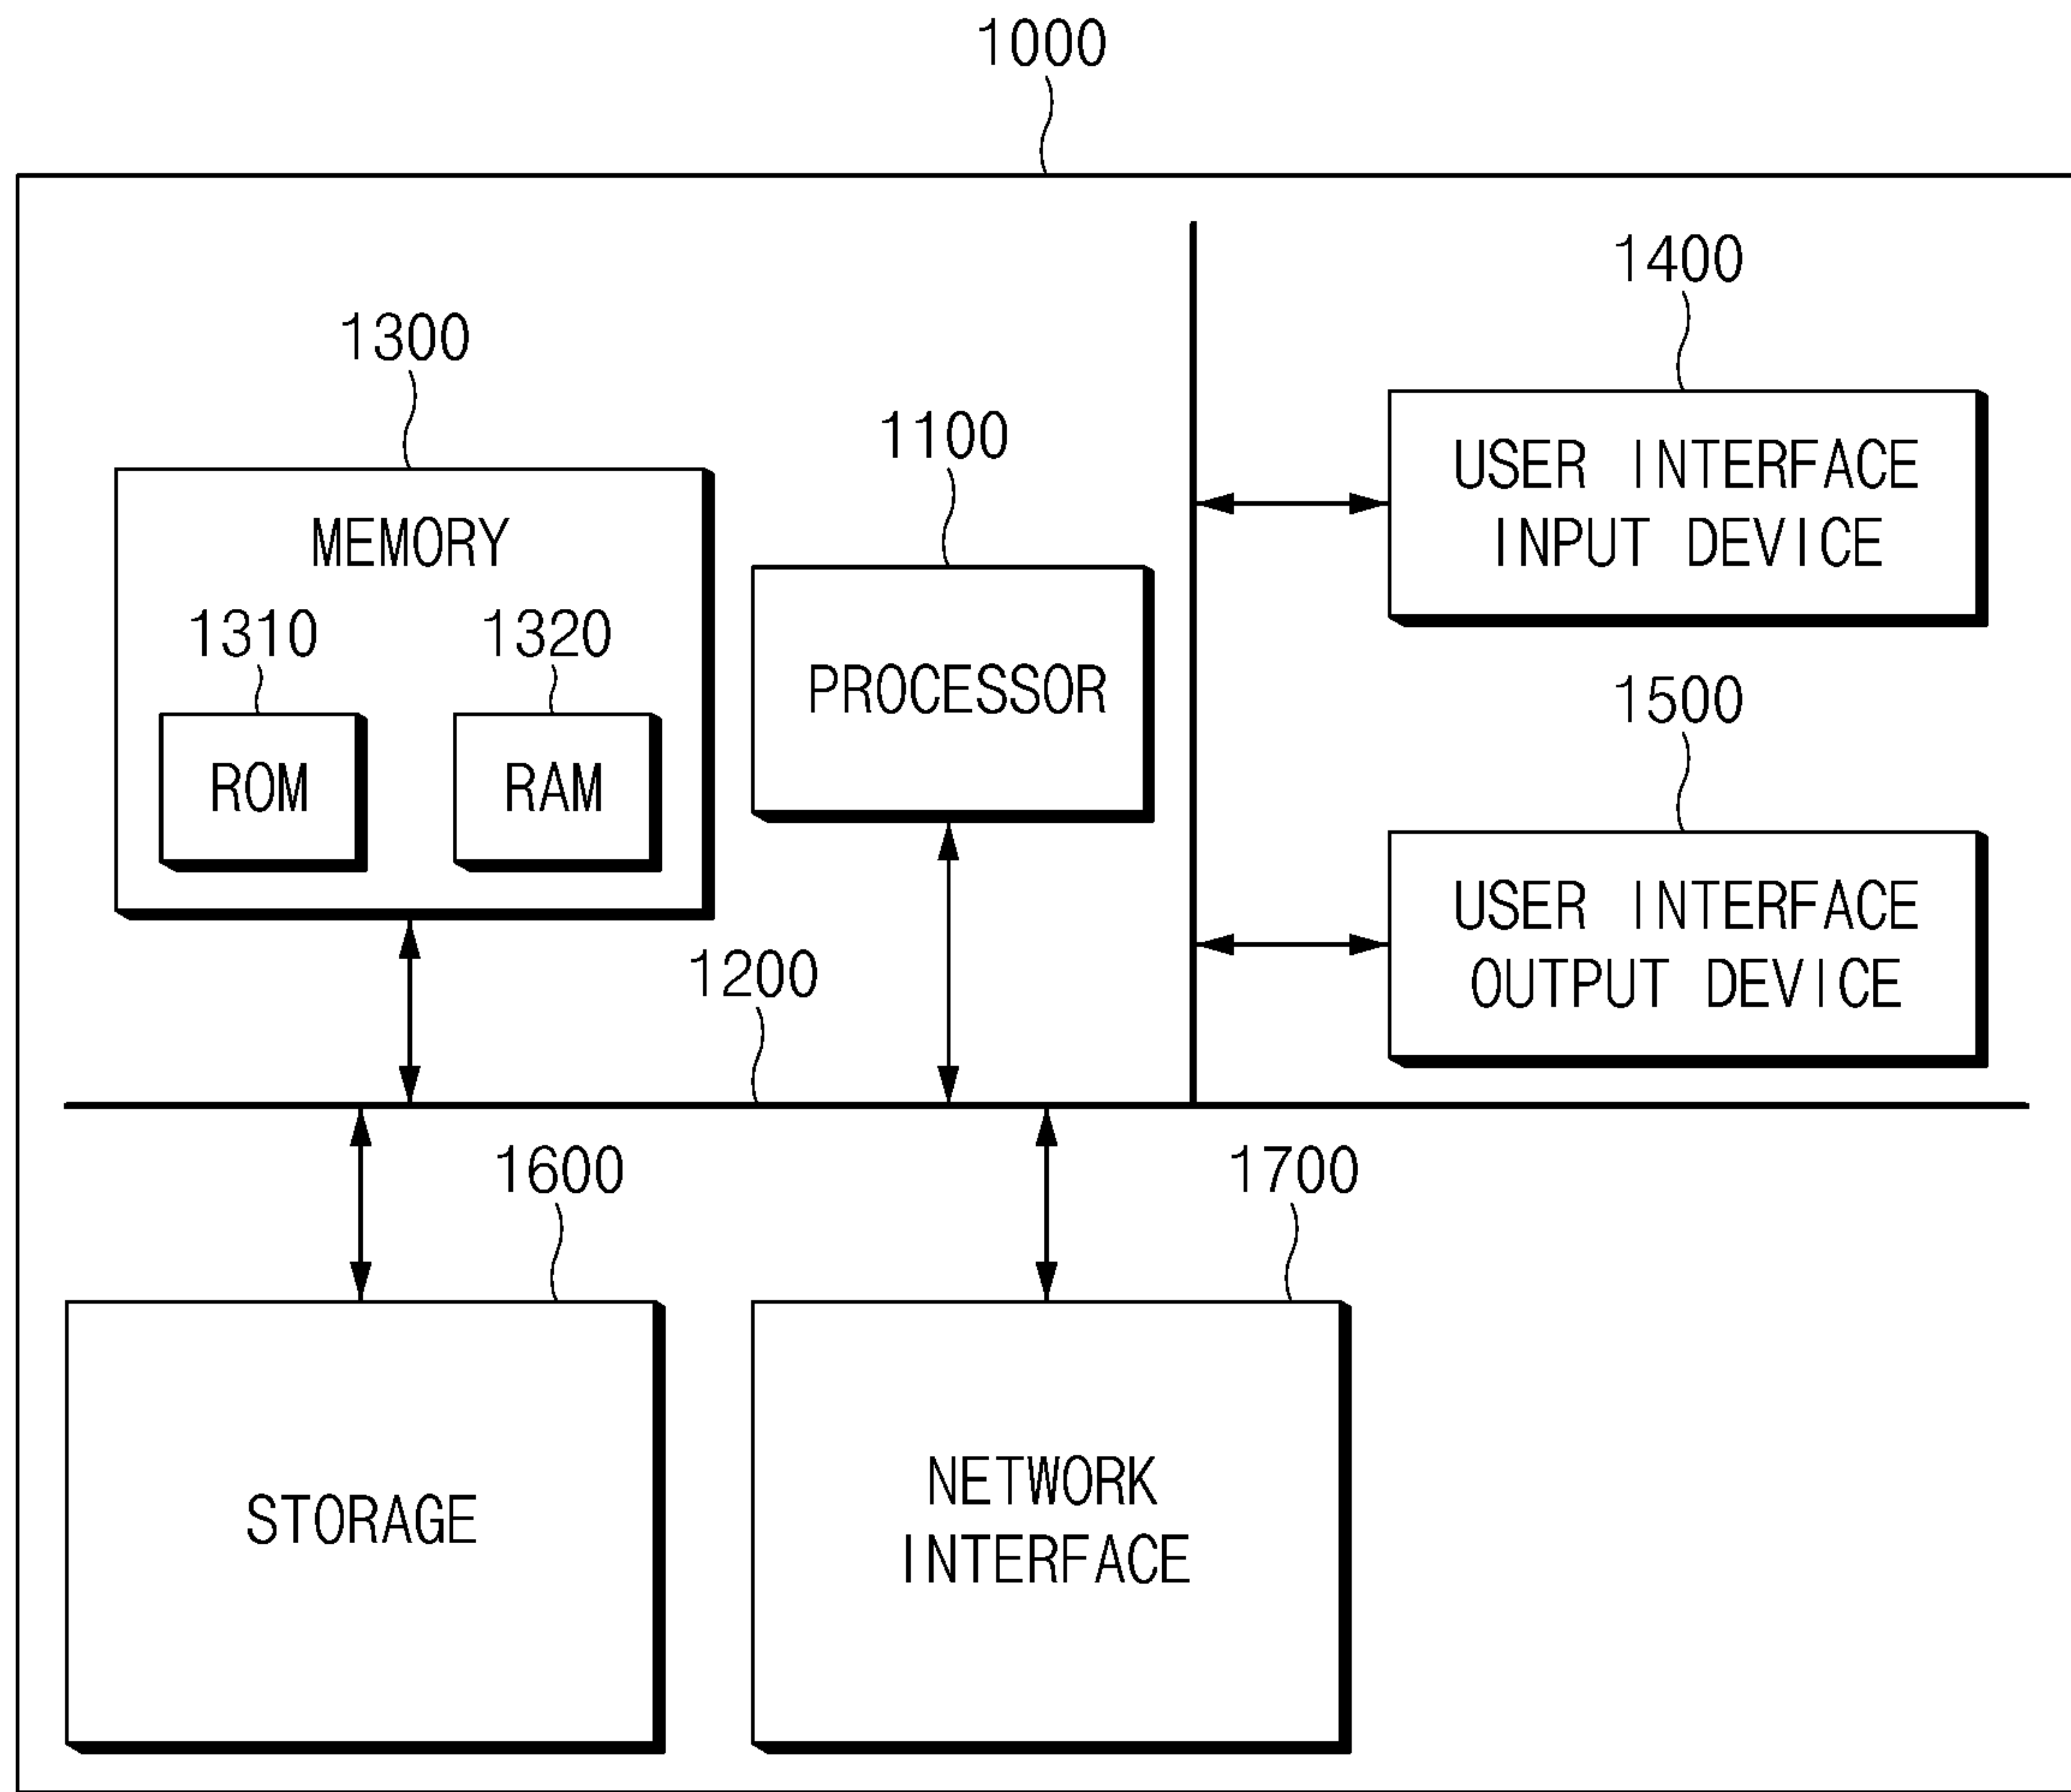 1000
1400
1300
1100
USER INTERFACE
INPUT DEVICE
MEMORY
1310
1320
PROCESSOR
1500
ROM
RAM
USER INTERFACE
OUTPUT DEVICE
1200
1600
1700
STORAGE
NETWORK
INTERFACE